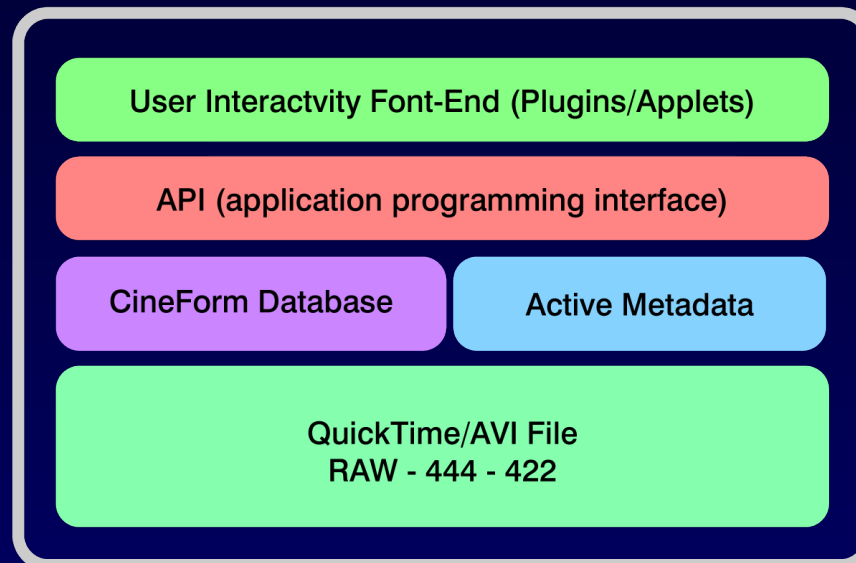 User Interactvity Font-End (Plugins/Applets)
API (application programming interface)
CineForm Database
Active Metadata
QuickTime/AVI File
RAW - 444 - 422